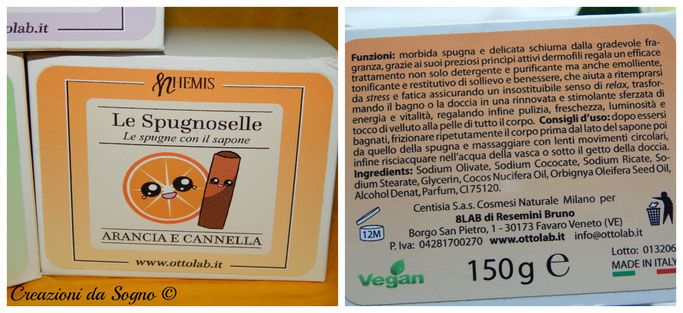 olab.it
HEMIS
Le Spugnoselle
Le spugne con il sapone
ARANCIA E CANNELLA
www.ottolab.it
Creazioni da Sogno ©
Funzioni: morbida spugna e delicata schiuma dalla gradevole fra-
granza, grazie ai suoi preziosi principi attivi dermofili regala un efficace
trattamento non solo detergente e purificante ma anche emolliente,
tonificante e restitutivo di sollievo e benessere, che aiuta a ritemprarsi
da stress e fatica assicurando un insostituibile senso di relax, trasfor-
mando il bagno o la doccia in una rinnovata e stimolante sferzata di
energia e vitalità, regalando infine pulizia, freschezza, luminosità e
tocco di velluto alla pelle di tutto il corpo. Consigli d'uso: dopo essersi
bagnati, frizionare ripetutamente il corpo prima dal lato del sapone poi
da quello della spugna e massaggiare con lenti movimenti circolari,
infine risciacquare nell'acqua della vasca o sotto il getto della doccia.
Ingredients: Sodium Olivate, Sodium Cococate, Sodium Ricate, So-
dium Stearate, Glycerin, Cocos Nucifera Oil, Orbignya Oleifera Seed Oil,
Alcohol Denat, Parfum, CI 75120.
Centisia S.a.s. Cosmesi Naturale Milano per
8LAB di Resemini Bruno
Borgo San Pietro, 1 - 30173 Favaro Veneto (VE)
P. Iva: 04281700270 www.ottolab.it info@ottolab.it
12M
Vegan
150g e
Lotto: 013206
MADE IN ITALY